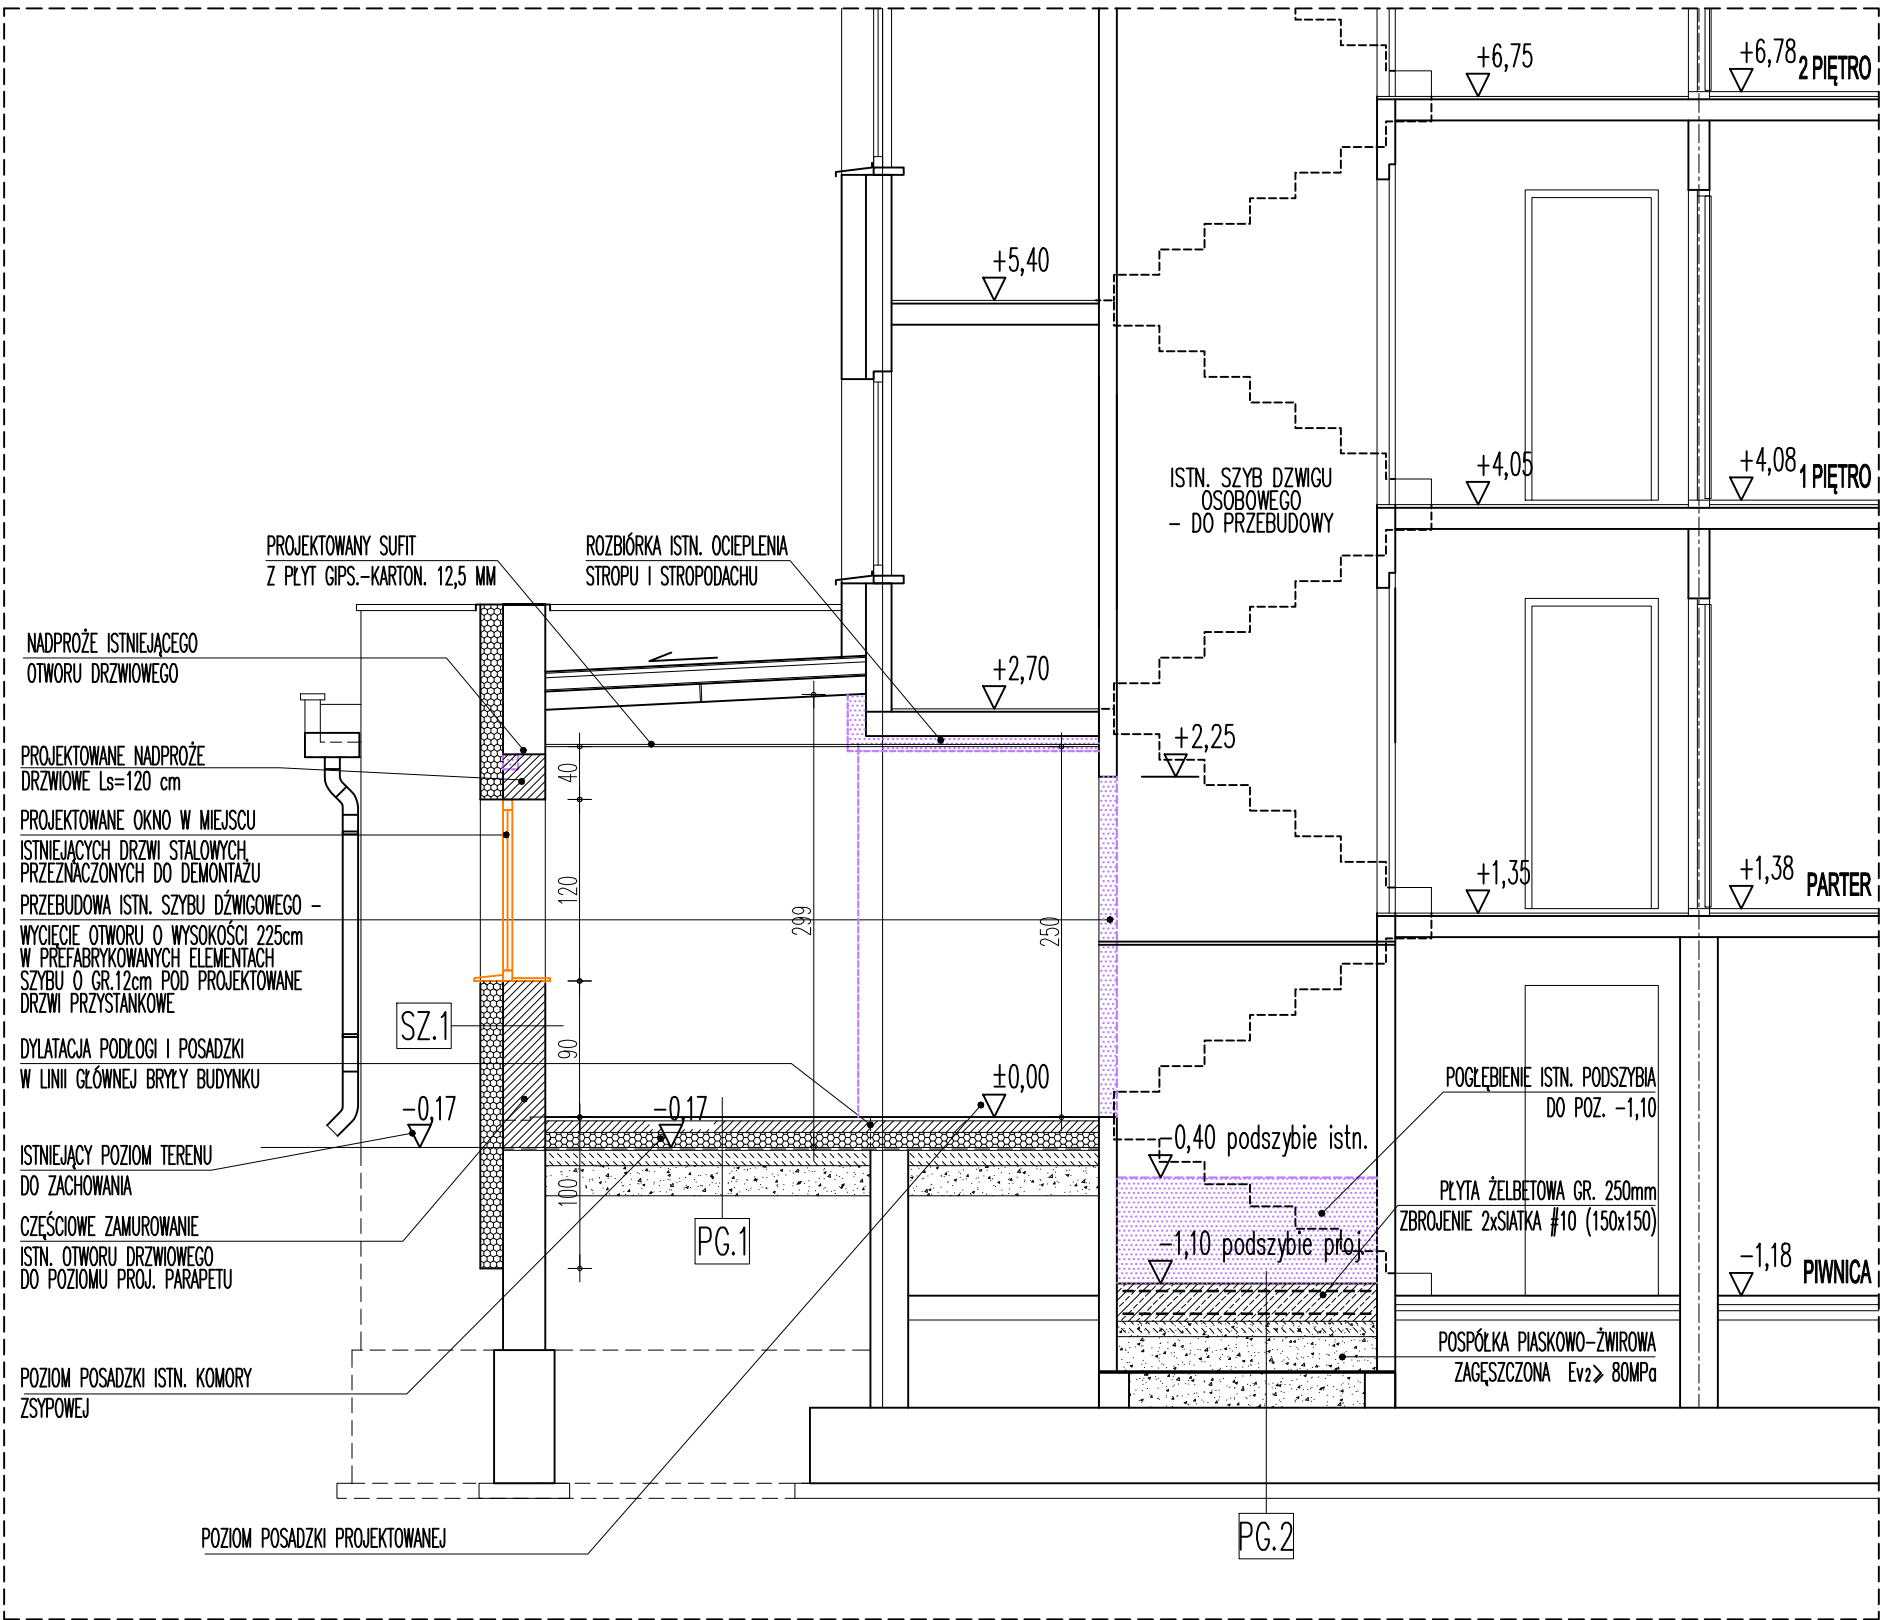 +6,75
+6,78
2 PIĘTRO
+5,40
+4,05
+4,08
1 PIĘTRO
ISTN. SZYB DZWIGU
OSOBOWEGO
- DO PRZEBUDOWY
PROJEKTOWANY SUFIT
Z PŁYT GIPS.-KARTON. 12,5 MM
ROZBIÓRKA ISTN. OCIEPLENIA
STROPU I STROPODACHU
NADPROŻE ISTNIEJĄCEGO
OTWORU DRZWIOWEGO
+2,70
+2,25
PROJEKTOWANE NADPROŻE
DRZWIOWE Ls=120 cm
40
PROJEKTOWANE OKNO W MIEJSCU
ISTNIEJĄCYCH DRZWI STALOWYCH,
PRZEZNACZONYCH DO DEMONTAŻU
120
299
250
+1,35
+1,38
PARTER
PRZEBUDOWA ISTN. SZYBU DŹWIGOWEGO -
WYCIĘCIE OTWORU O WYSOKOŚCI 225cm
W PREFABRYKOWANYCH ELEMENTACH
SZYBU O GR.12cm POD PROJEKTOWANE
DRZWI PRZYSTANKOWE
SZ.1
90
DYLATACJA PODŁOGI I POSADZKI
W LINII GŁÓWNEJ BRYŁY BUDYNKU
±0,00
POGŁĘBIENIE ISTN. PODSZYBIA
DO POZ. -1,10
-0,17
-0,17
-0,40 podszybie istn.
ISTNIEJĄCY POZIOM TERENU
DO ZACHOWANIA
100
PŁYTA ŻELBETOWA GR. 250mm
ZBROJENIE 2xSIATKA #10 (150x150)
CZĘŚCIOWE ZAMUROWANIE
ISTN. OTWORU DRZWIOWEGO
DO POZIOMU PROJ. PARAPETU
PG.1
-1,10 podszybie proj.
-1,18
PIWNICA
POSPÓŁKA PIASKOWO-ŻWIROWA
ZAGĘSZCZONA Ev2⩾ 80MPa
POZIOM POSADZKI ISTN. KOMORY
ZSYPOWEJ
POZIOM POSADZKI PROJEKTOWANEJ
PG.2